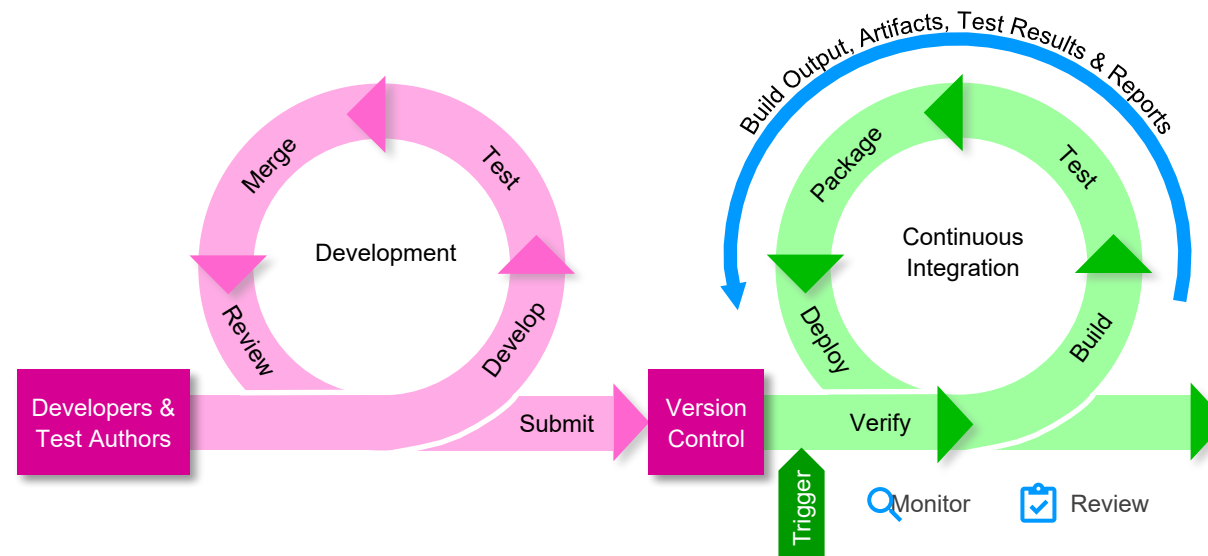 Build Output, Artifacts, Test Results & Reports
Merge
Test
Development
Review
Develop
Developers &
Test Authors
Submit
Package
Test
Continuous
Integration
Deploy
Build
Version
Control
Verify
Trigger
Monitor
Review